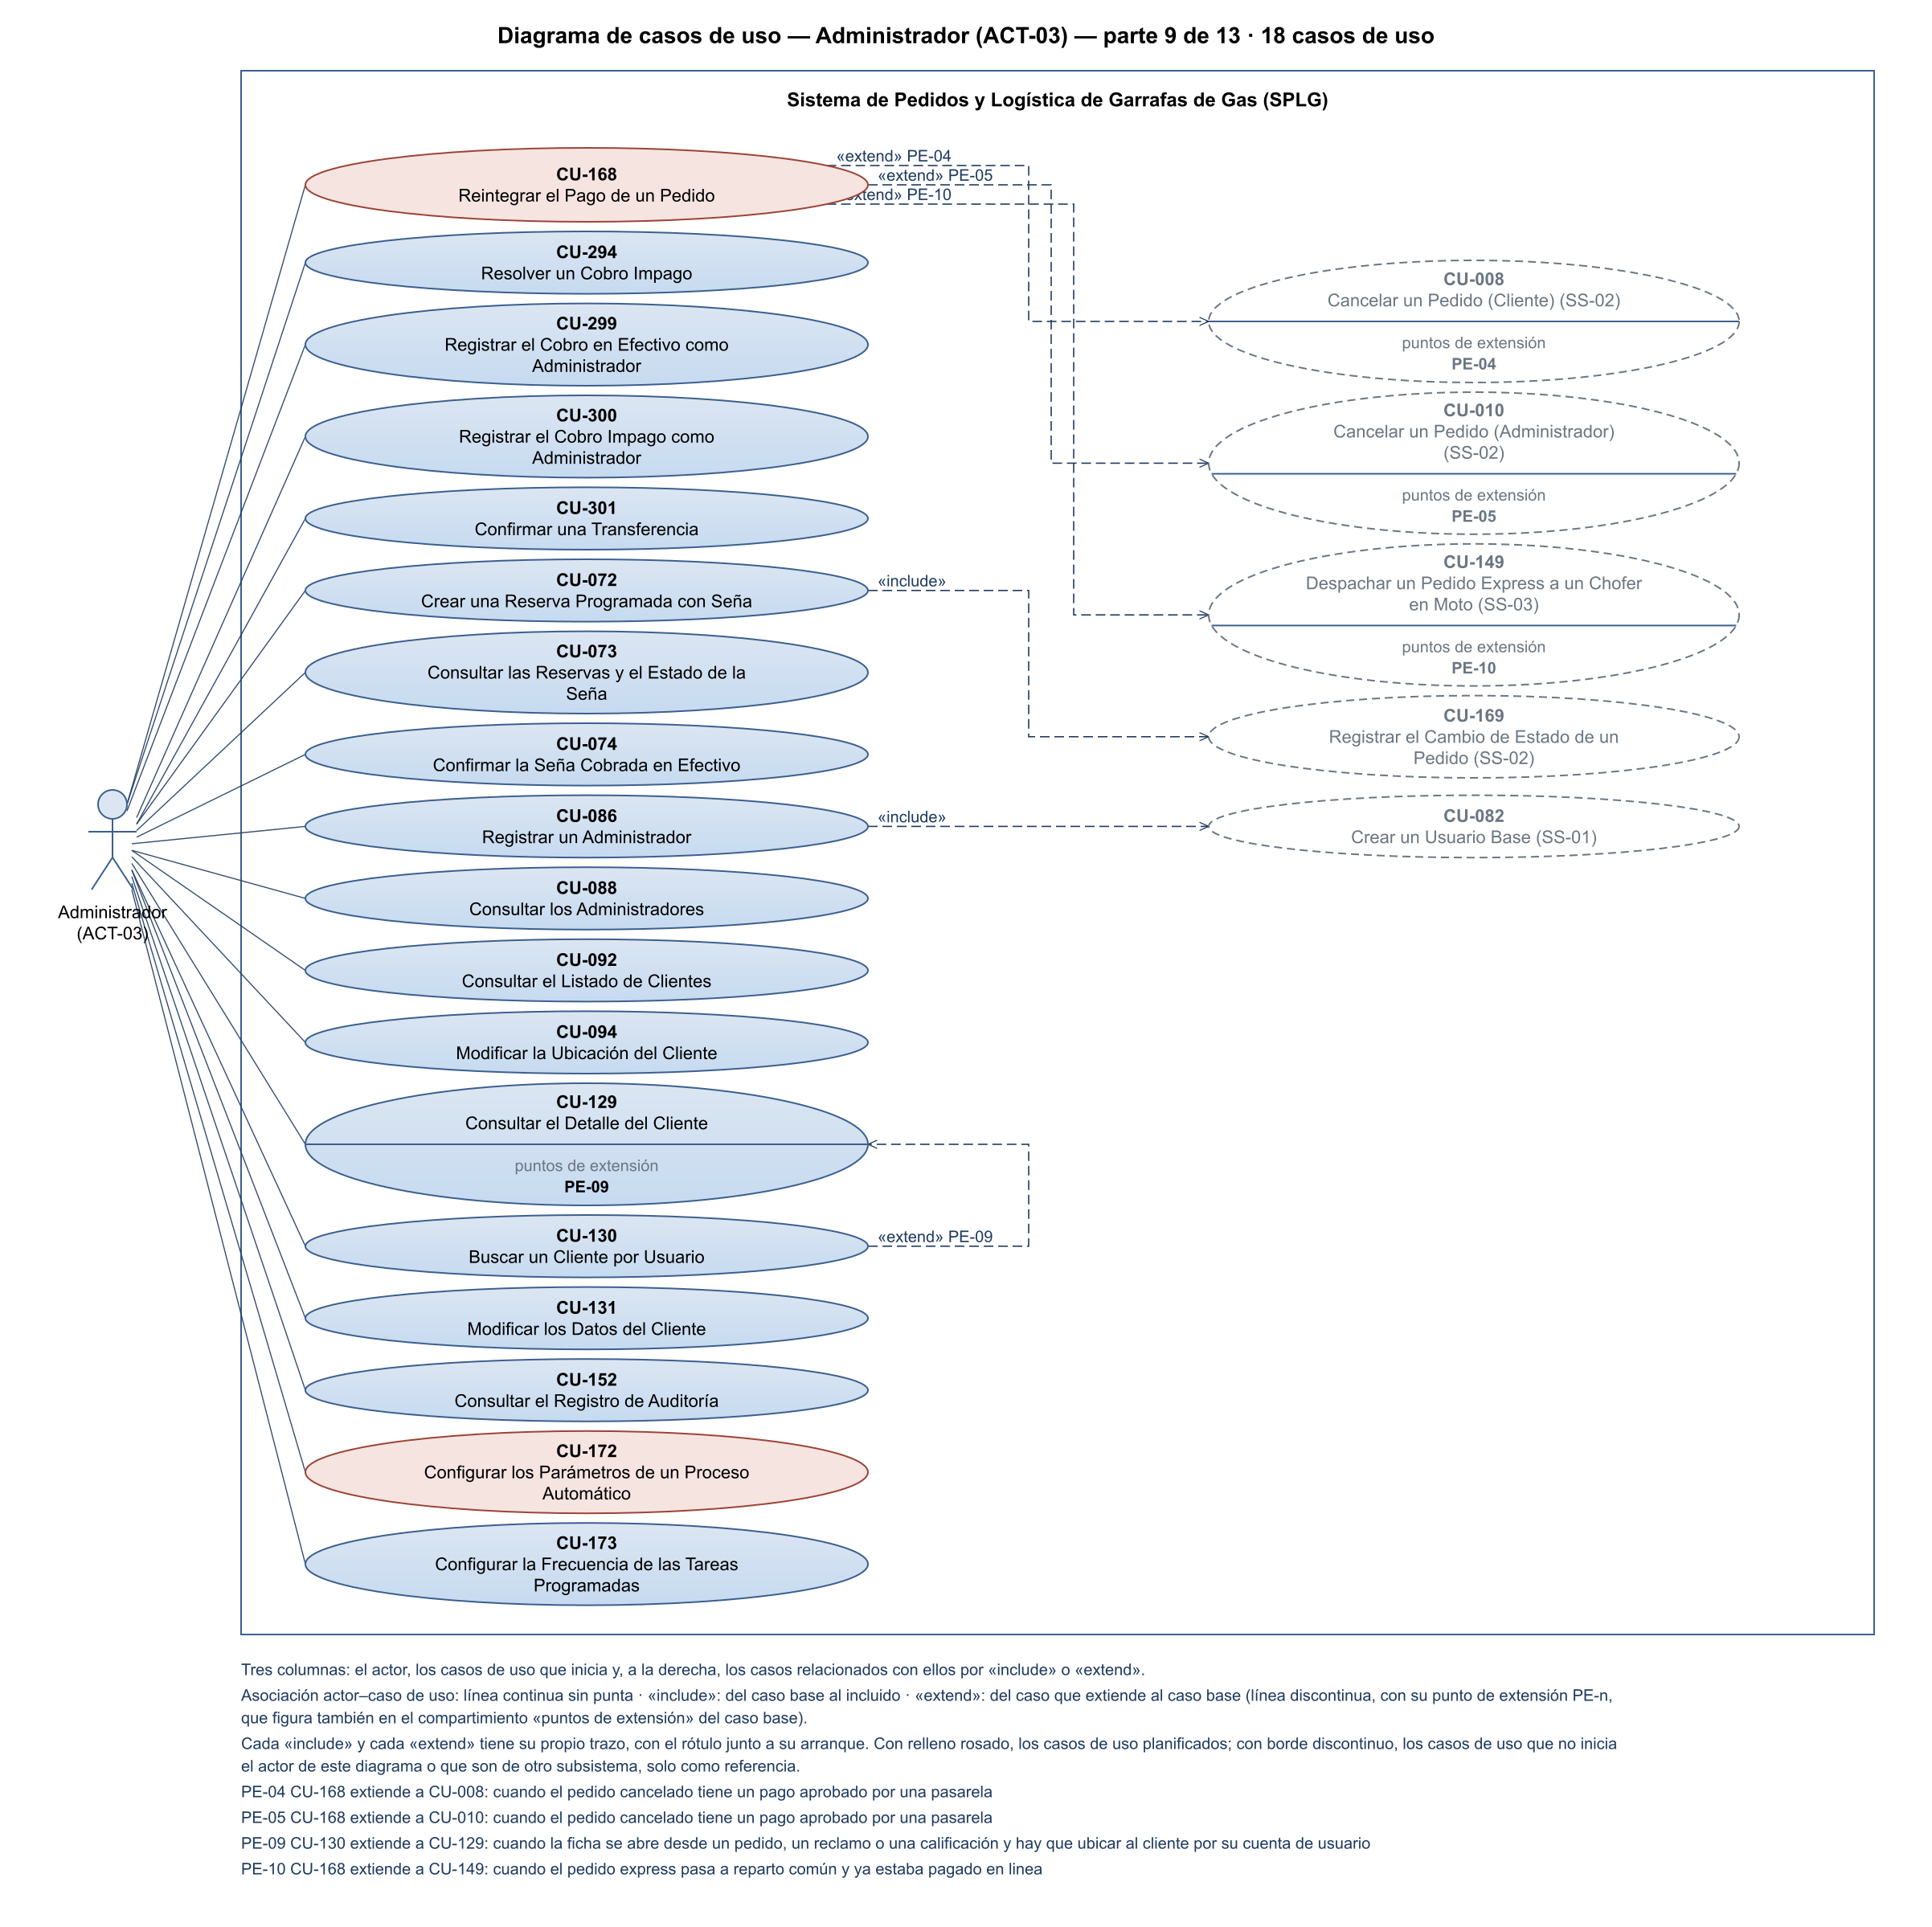 Diagrama de casos de uso — Administrador (ACT-03) — parte 9 de 13 · 18 casos de uso
Sistema de Pedidos y Logística de Garrafas de Gas (SPLG)
CU-168
Reintegrar el Pago de un Pedido
«extend» PE-04
«extend» PE-05
extend» PE-10
CU-294
Resolver un Cobro Impago
CU-299
Registrar el Cobro en Efectivo como
Administrador
CU-300
Registrar el Cobro Impago como
Administrador
CU-301
Confirmar una Transferencia
CU-072
Crear una Reserva Programada con Seña
«include»
CU-073
Consultar las Reservas y el Estado de la
Seña
CU-074
Confirmar la Seña Cobrada en Efectivo
CU-086
Registrar un Administrador
«include»
CU-088
Consultar los Administradores
CU-092
Consultar el Listado de Clientes
CU-094
Modificar la Ubicación del Cliente
CU-129
Consultar el Detalle del Cliente
puntos de extensión
PE-09
CU-130
Buscar un Cliente por Usuario
«extend» PE-09
CU-131
Modificar los Datos del Cliente
CU-152
Consultar el Registro de Auditoría
CU-172
Configurar los Parámetros de un Proceso
Automático
CU-173
Configurar la Frecuencia de las Tareas
Programadas
CU-008
Cancelar un Pedido (Cliente) (SS-02)
puntos de extensión
PE-04
CU-010
Cancelar un Pedido (Administrador)
(SS-02)
puntos de extensión
PE-05
CU-149
Despachar un Pedido Express a un Chofer
en Moto (SS-03)
puntos de extensión
PE-10
CU-169
Registrar el Cambio de Estado de un
Pedido (SS-02)
CU-082
Crear un Usuario Base (SS-01)
Administrador
(ACT-03)
Tres columnas: el actor, los casos de uso que inicia y, a la derecha, los casos relacionados con ellos por «include» o «extend».
Asociación actor–caso de uso: línea continua sin punta · «include»: del caso base al incluido · «extend»: del caso que extiende al caso base (línea discontinua, con su punto de extensión PE-n,
que figura también en el compartimiento «puntos de extensión» del caso base).
Cada «include» y cada «extend» tiene su propio trazo, con el rótulo junto a su arranque. Con relleno rosado, los casos de uso planificados; con borde discontinuo, los casos de uso que no inicia
el actor de este diagrama o que son de otro subsistema, solo como referencia.
PE-04 CU-168 extiende a CU-008: cuando el pedido cancelado tiene un pago aprobado por una pasarela
PE-05 CU-168 extiende a CU-010: cuando el pedido cancelado tiene un pago aprobado por una pasarela
PE-09 CU-130 extiende a CU-129: cuando la ficha se abre desde un pedido, un reclamo o una calificación y hay que ubicar al cliente por su cuenta de usuario
PE-10 CU-168 extiende a CU-149: cuando el pedido express pasa a reparto común y ya estaba pagado en linea